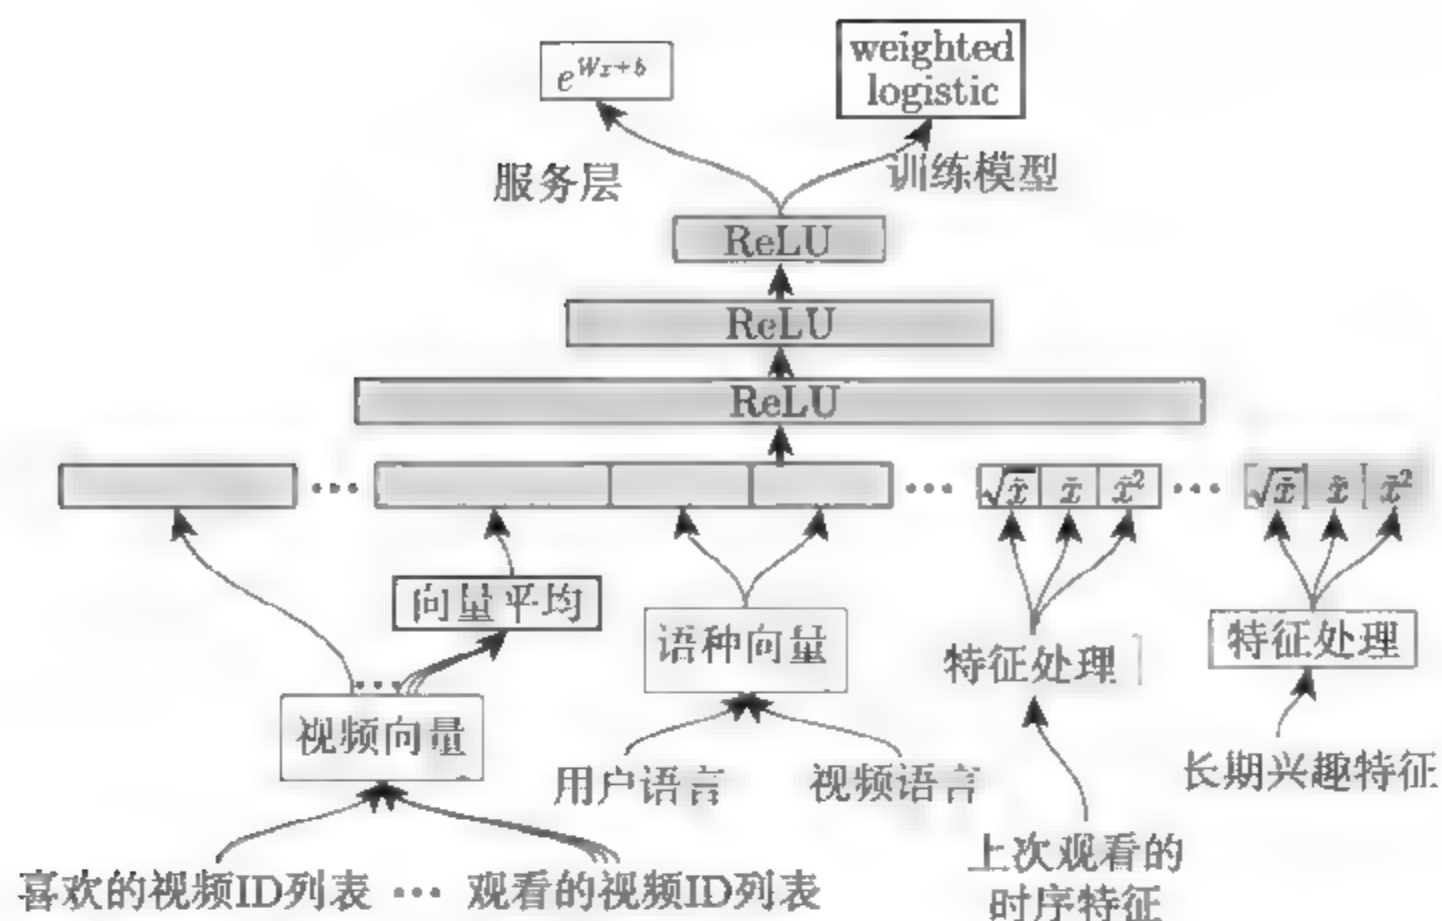 e^{Wx+b}
weighted
logistic
服务层
训练模型
ReLU
ReLU
ReLU
… … √x̃ x̃ x̃² … √x̃ x̃ x̃²
向量平均
语种向量
特征处理
特征处理
…
视频向量
用户语言
视频语言
长期兴趣特征
喜欢的视频ID列表 … 观看的视频ID列表
上次观看的
时序特征